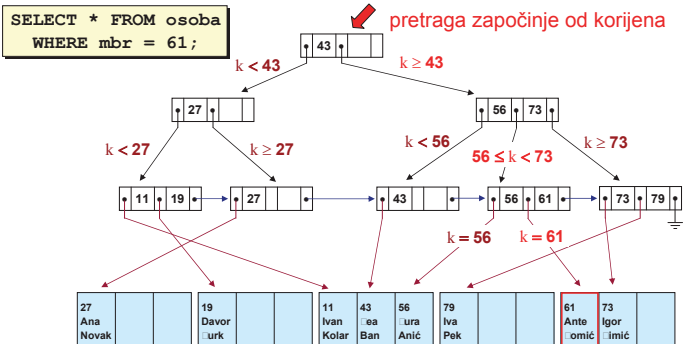 SELECT * FROM osoba
WHERE mbr = 61;
pretraga započinje od korijena
43
k < 43
k ≥ 43
27
56 73
k < 27
k ≥ 27
k < 56
56 ≤ k < 73
k ≥ 73
11 19
27
43
56 61
73 79
k = 56
k = 61
27
Ana
Novak
19
Davor
□urk
11
Ivan
Kolar
43
□ea
Ban
56
□ura
Anić
79
Iva
Pek
61
Ante
□omić
73
Igor
□imić